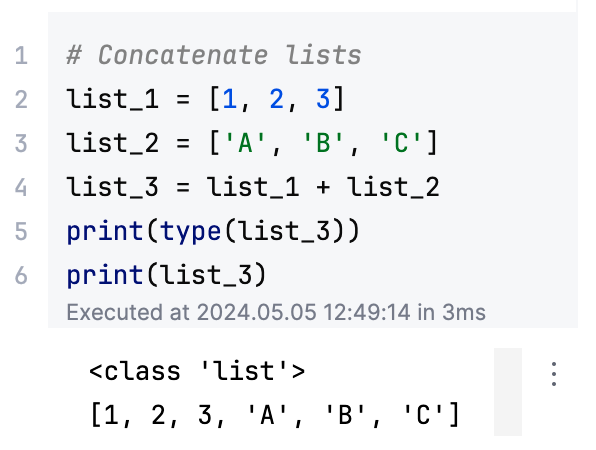 1 # Concatenate lists
2 list_1 = [1, 2, 3]
3 list_2 = ['A', 'B', 'C']
4 list_3 = list_1 + list_2
5 print(type(list_3))
6 print(list_3)
Executed at 2024.05.05 12:49:14 in 3ms
<class 'list'>
[1, 2, 3, 'A', 'B', 'C']